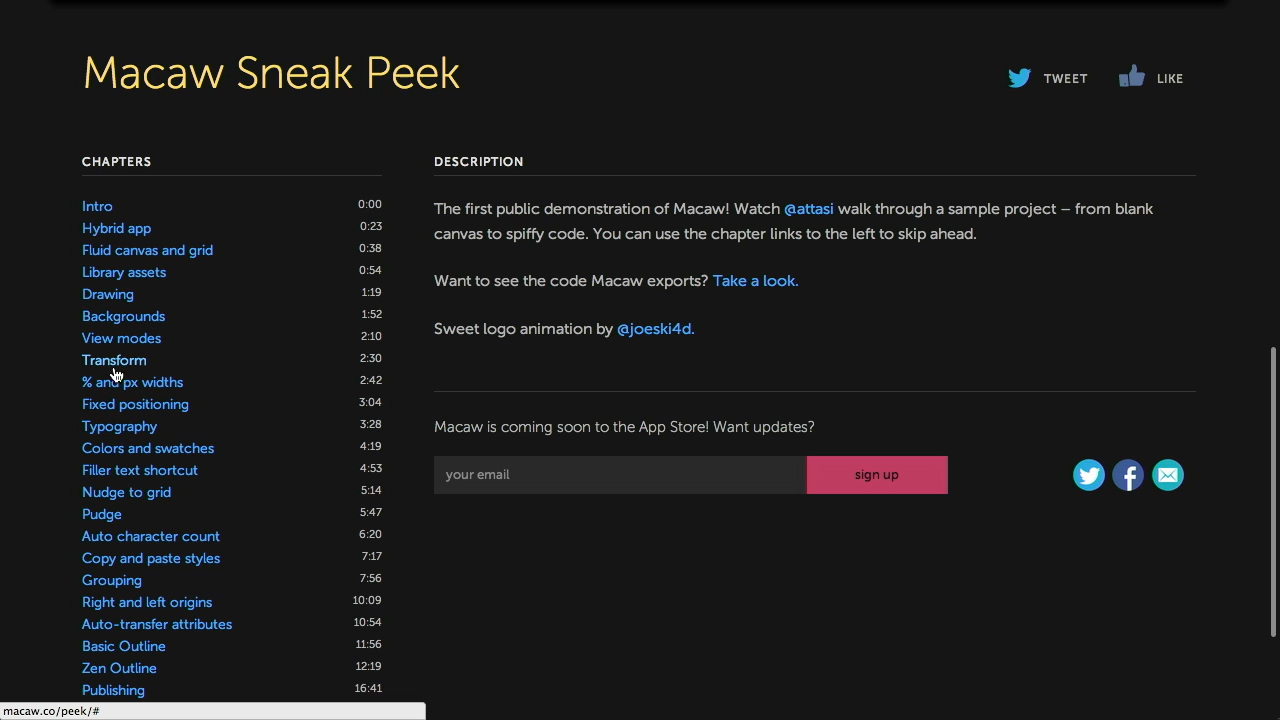 Macaw Sneak Peek
TWEET
LIKE
CHAPTERS
Intro 0:00
Hybrid app 0:23
Fluid canvas and grid 0:38
Library assets 0:54
Drawing 1:19
Backgrounds 1:52
View modes 2:10
Transform 2:30
% and px widths 2:42
Fixed positioning 3:04
Typography 3:28
Colors and swatches 4:19
Filler text shortcut 4:53
Nudge to grid 5:14
Pudge 5:47
Auto character count 6:20
Copy and paste styles 7:17
Grouping 7:56
Right and left origins 10:09
Auto-transfer attributes 10:54
Basic Outline 11:56
Zen Outline 12:19
Publishing 16:41
DESCRIPTION
The first public demonstration of Macaw! Watch @attasi walk through a sample project – from blank
canvas to spiffy code. You can use the chapter links to the left to skip ahead.
Want to see the code Macaw exports? Take a look.
Sweet logo animation by @joeski4d.
Macaw is coming soon to the App Store! Want updates?
your email
sign up
macaw.co/peek/#